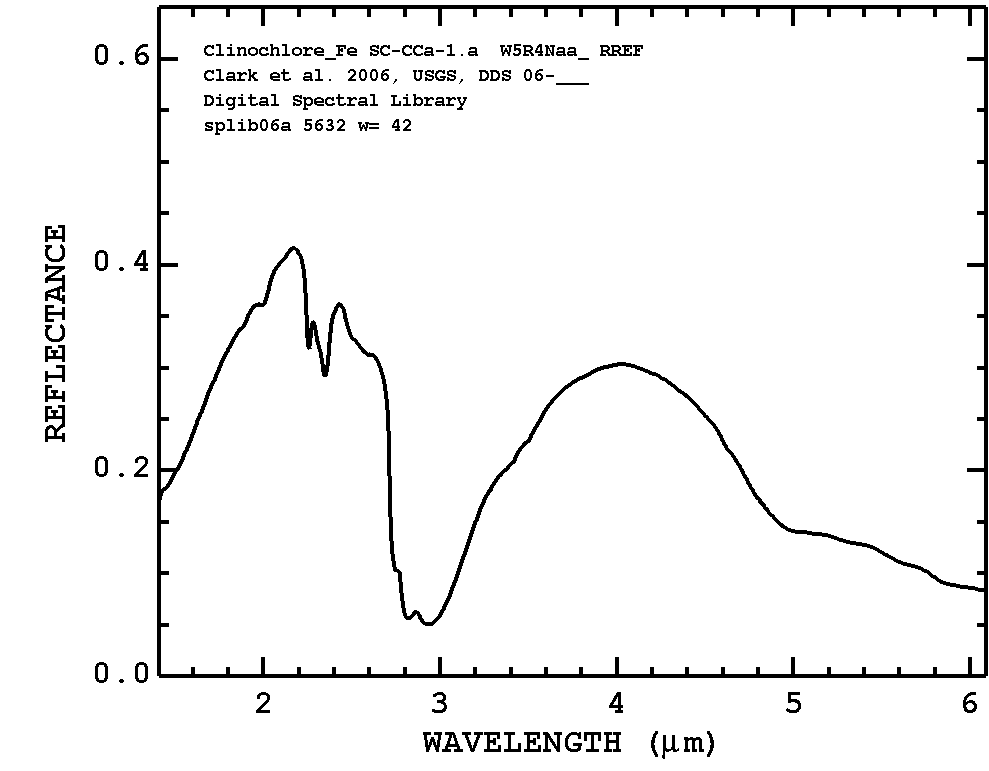 Clinochlore_Fe SC-CCa-1.a W5R4Naa_ RREF
Clark et al. 2006, USGS, DDS 06-___
Digital Spectral Library
splib06a 5632 w= 42
REFLECTANCE
0.6
0.4
0.2
0.0
2 3 4 5 6
WAVELENGTH (μm)